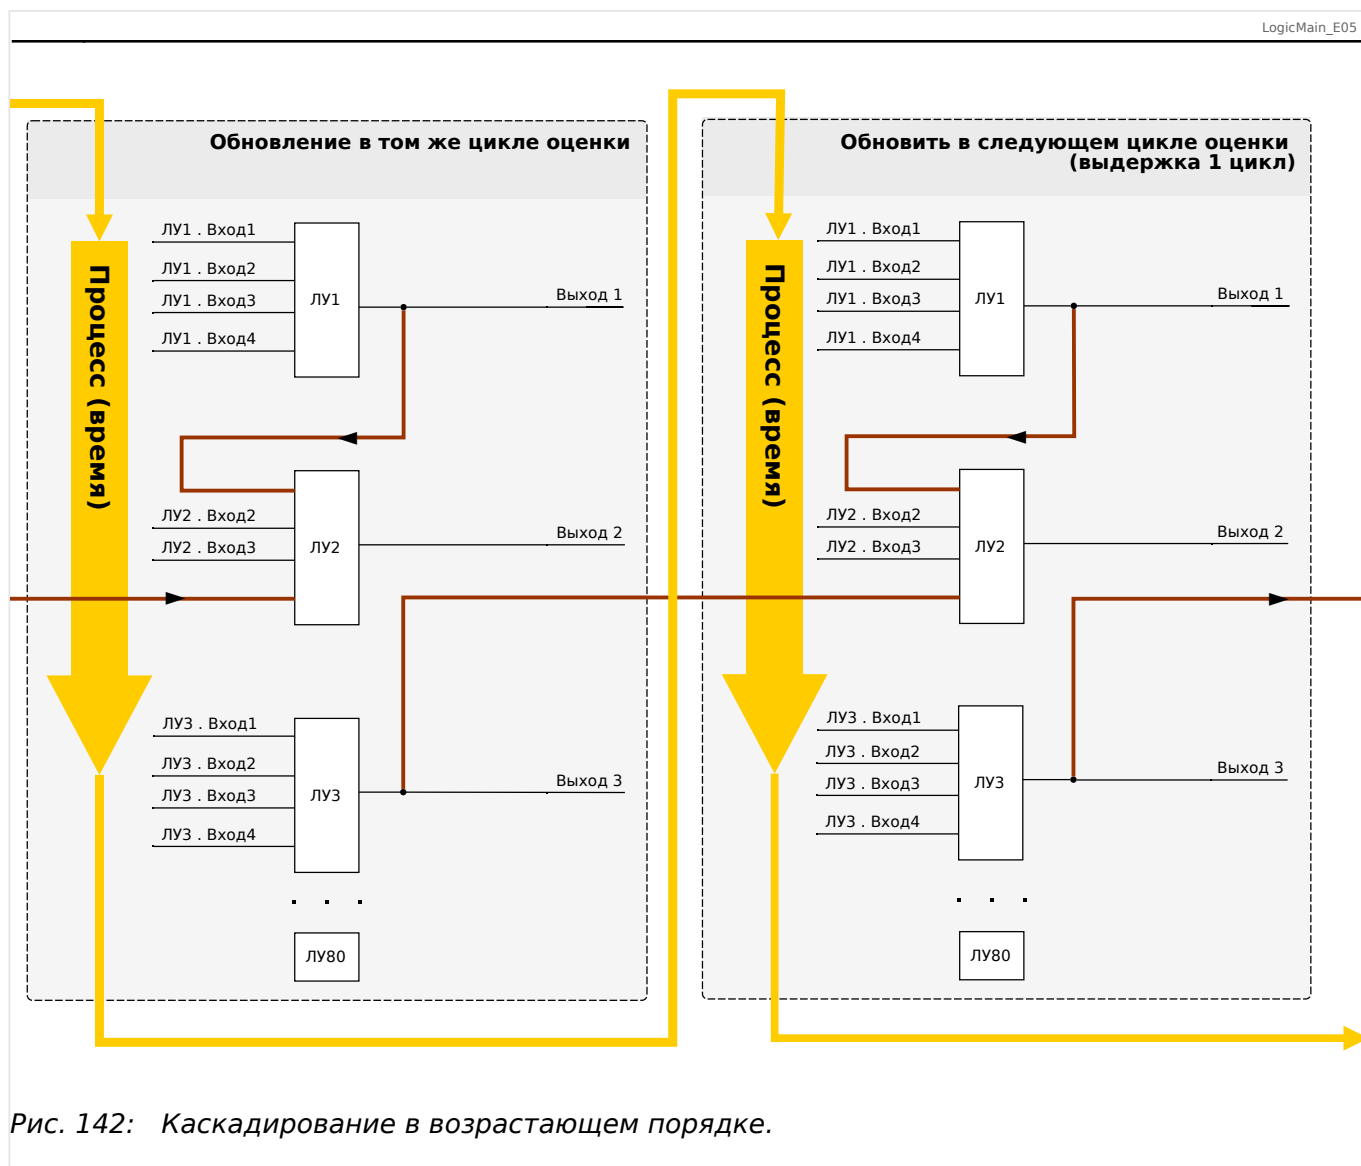 LogicMain_E05
Обновление в том же цикле оценки
Процесс (время)
ЛУ1 . Вход1
ЛУ1 . Вход2
ЛУ1 . Вход3
ЛУ1 . Вход4
ЛУ1
Выход 1
ЛУ2 . Вход2
ЛУ2 . Вход3
ЛУ2
Выход 2
ЛУ3 . Вход1
ЛУ3 . Вход2
ЛУ3 . Вход3
ЛУ3 . Вход4
ЛУ3
Выход 3
. . .
ЛУ80
Обновить в следующем цикле оценки
(выдержка 1 цикл)
Процесс (время)
ЛУ1 . Вход1
ЛУ1 . Вход2
ЛУ1 . Вход3
ЛУ1 . Вход4
ЛУ1
Выход 1
ЛУ2 . Вход2
ЛУ2 . Вход3
ЛУ2
Выход 2
ЛУ3 . Вход1
ЛУ3 . Вход2
ЛУ3 . Вход3
ЛУ3 . Вход4
ЛУ3
Выход 3
. . .
ЛУ80
Рис. 142: Каскадирование в возрастающем порядке.